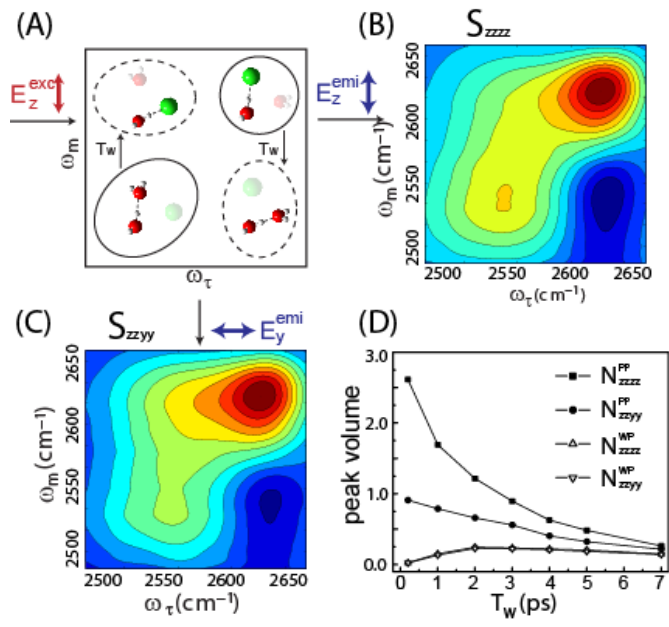 (A)
E_z^exc
ω_m
T_W
T_W
ω_τ
E_z^emi
(B)
S_zzzz
ω_m (cm⁻¹)
2650
2600
2550
2500
2500 2550 2600 2650
ω_τ(cm⁻¹)
(C)
S_zzyy
E_y^emi
ω_m (cm⁻¹)
2650
2600
2550
2500
2500 2550 2600 2650
ω_τ(cm⁻¹)
(D)
peak volume
3.0
2.0
1.0
0.0
N_zzzz^PP
N_zzyy^PP
N_zzzz^WP
N_zzyy^WP
0 1 2 3 4 5 6 7
T_W(ps)